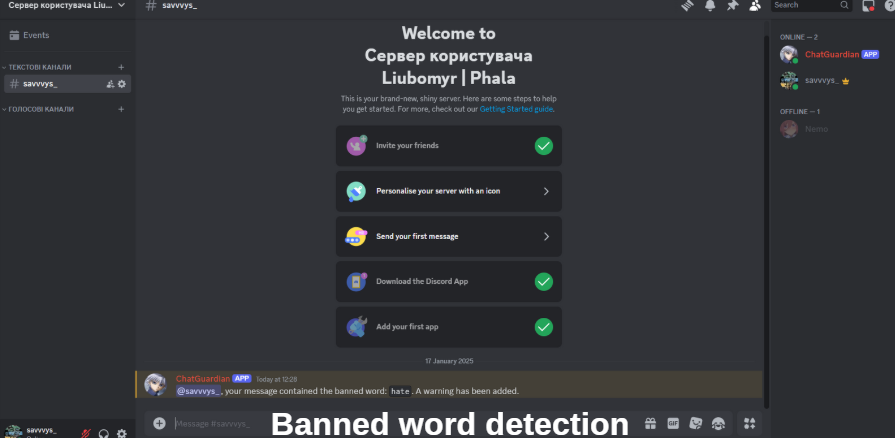 Сервер користувача Liu...
savvvys_
Search
Events
ТЕКСТОВІ КАНАЛИ
savvvys_
ГОЛОСОВІ КАНАЛИ
Welcome to
Сервер користувача
Liubomyr | Phala
This is your brand-new, shiny server. Here are some steps to help
you get started. For more, check out our Getting Started guide.
Invite your friends
Personalise your server with an icon
Send your first message
Download the Discord App
Add your first app
17 January 2025
ChatGuardian APP Today at 12:28
@savvvys_, your message contained the banned word: hate. A warning has been added.
Message #savvvys_
Banned word detection
ONLINE — 2
ChatGuardian APP
savvvys_
OFFLINE — 1
Nemo
savvvys_